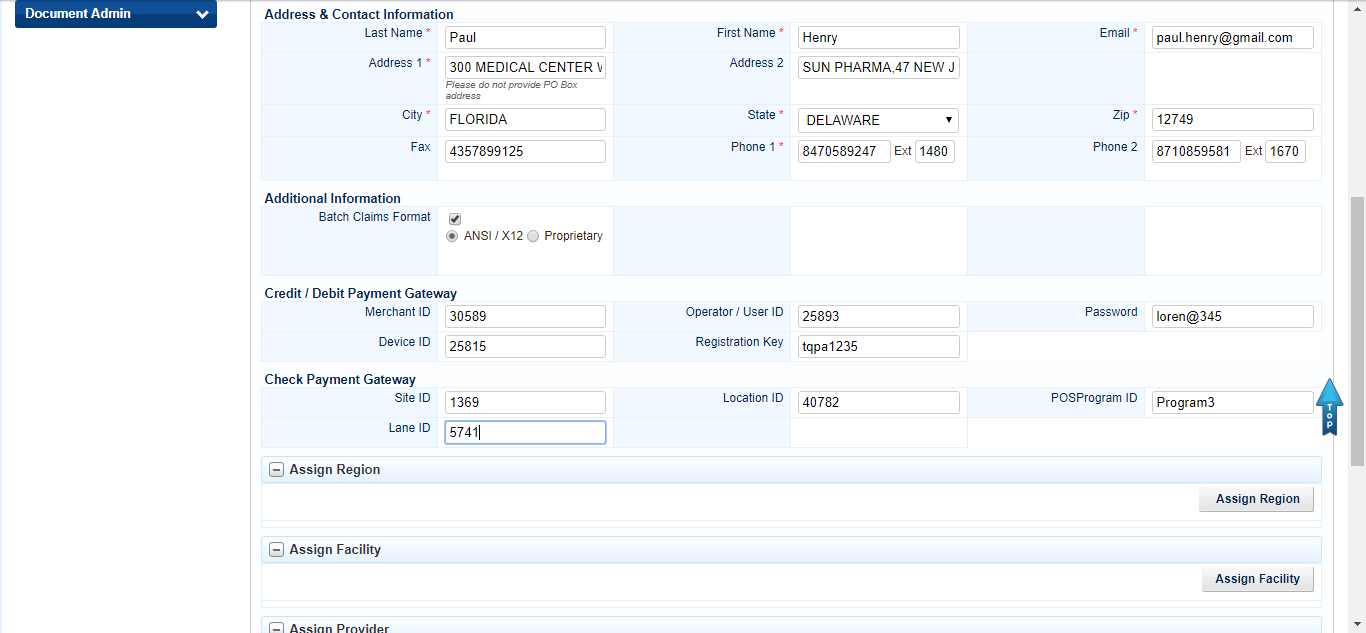 Document Admin
Address & Contact Information
Last Name * Paul First Name * Henry Email * paul.henry@gmail.com
Address 1 * 300 MEDICAL CENTER Address 2 SUN PHARMA,47 NEW J
Please do not provide PO Box
address
City * FLORIDA State * DELAWARE Zip * 12749
Fax 4357899125 Phone 1 * 8470589247 Ext 1480 Phone 2 8710859581 Ext 1670
Additional Information
Batch Claims Format
ANSI / X12 Proprietary
Credit / Debit Payment Gateway
Merchant ID 30589 Operator / User ID 25893 Password loren@345
Device ID 25815 Registration Key tqpa1235
Check Payment Gateway
Site ID 1369 Location ID 40782 POSProgram ID Program3
TOP
Lane ID 5741
Assign Region
Assign Region
Assign Facility
Assign Facility
Assign Provider